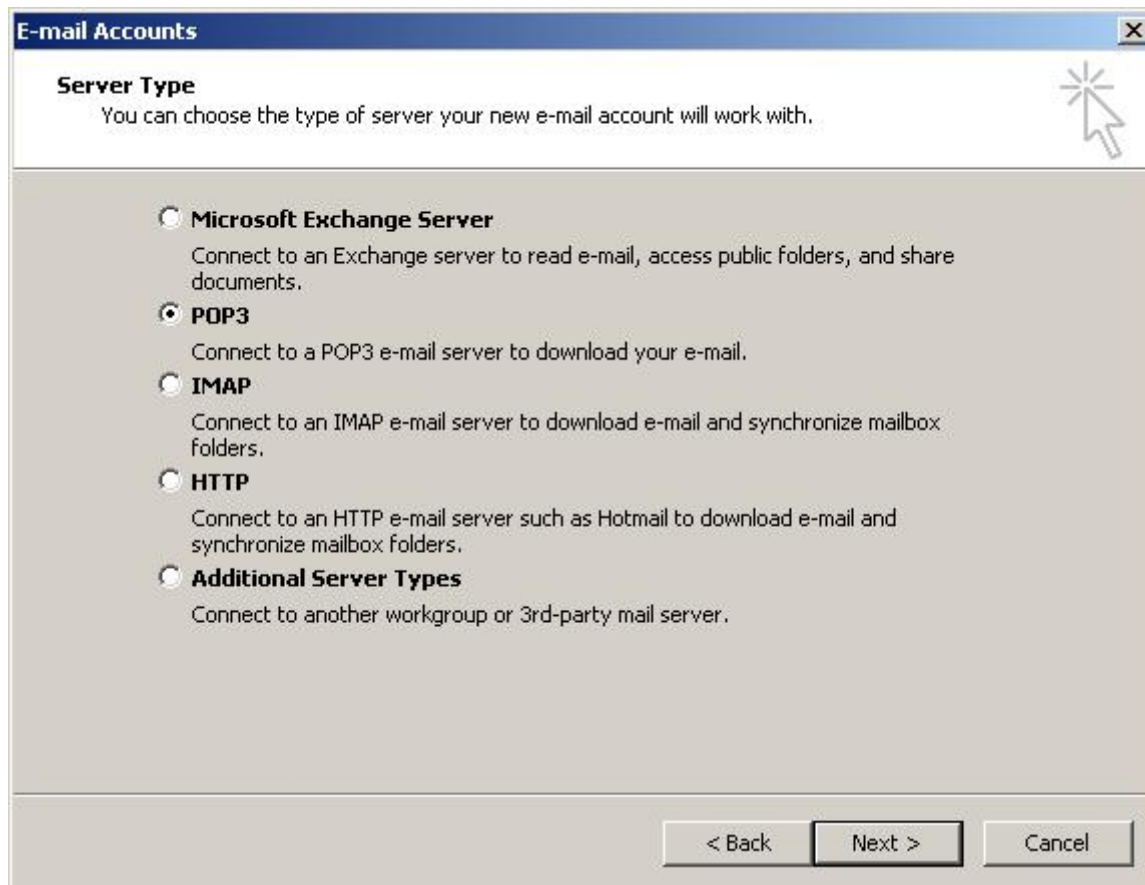 E-mail Accounts
Server Type
You can choose the type of server your new e-mail account will work with.
Microsoft Exchange Server
Connect to an Exchange server to read e-mail, access public folders, and share
documents.
POP3
Connect to a POP3 e-mail server to download your e-mail.
IMAP
Connect to an IMAP e-mail server to download e-mail and synchronize mailbox
folders.
HTTP
Connect to an HTTP e-mail server such as Hotmail to download e-mail and
synchronize mailbox folders.
Additional Server Types
Connect to another workgroup or 3rd-party mail server.
< Back Next > Cancel